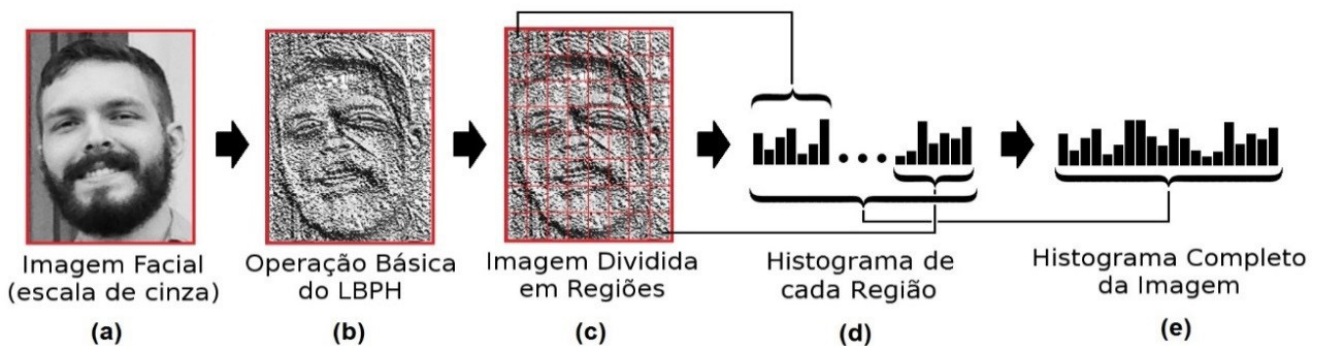 Imagem Facial
(escala de cinza)
(a)
Operação Básica
do LBPH
(b)
Imagem Dividida
em Regiões
(c)
Histograma de
cada Região
(d)
Histograma Completo
da Imagem
(e)